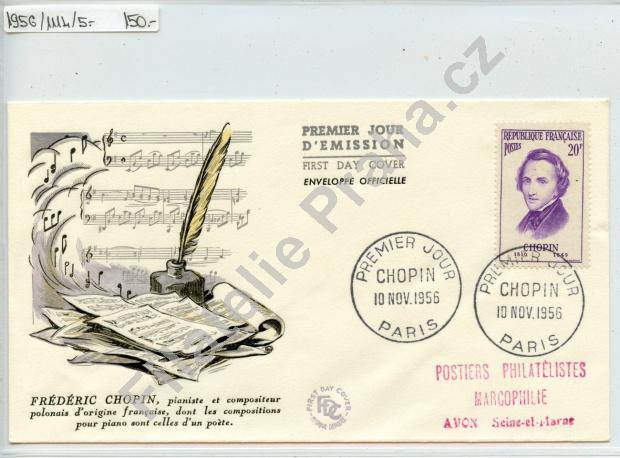 1956/1114/5.- 150.-
PREMIER JOUR
D'EMISSION
FIRST DAY COVER
ENVELOPPE OFFICIELLE
REPUBLIQUE FRANÇAISE
POSTES 20F
CHOPIN
1810 1849
PREMIER JOUR
CHOPIN
10 NOV. 1956
PARIS
PREMIER JOUR
CHOPIN
10 NOV. 1956
PARIS
POSTIERS PHILATÉLISTES
MARCOPHILIE
AVON Seine-et-Marne
FRÉDÉRIC CHOPIN, pianiste et compositeur
polonais d'origine française, dont les compositions
pour piano sont celles d'un poète.
FIRST DAY COVER
FDC
Filatelie Praha.cz